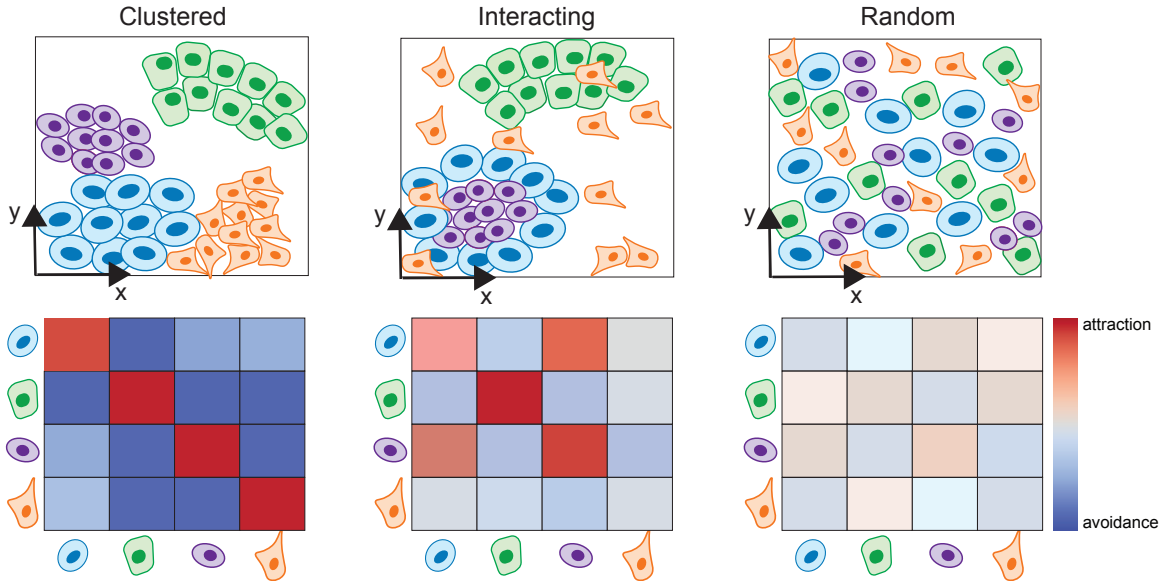 Clustered
Interacting
Random
y
x
y
x
y
x
attraction
avoidance